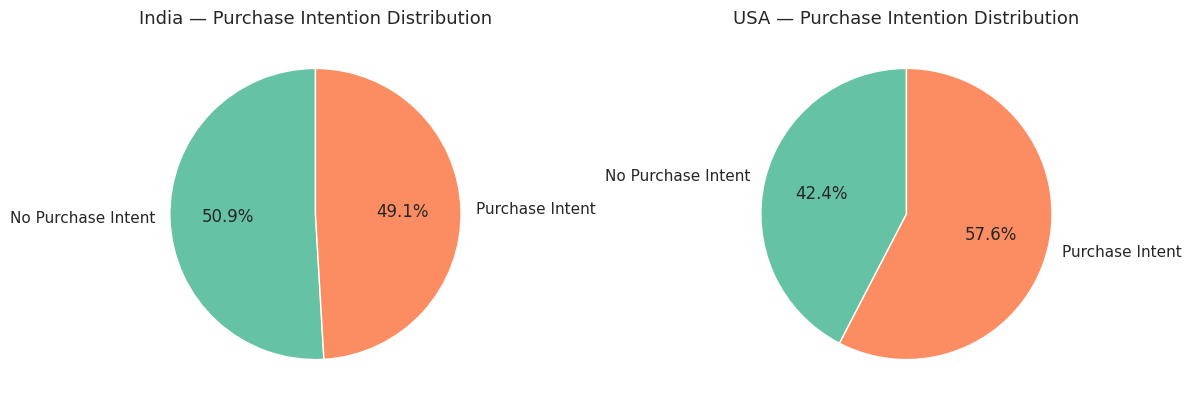 India — Purchase Intention Distribution
No Purchase Intent
50.9%
49.1%
Purchase Intent
USA — Purchase Intention Distribution
No Purchase Intent
42.4%
57.6%
Purchase Intent